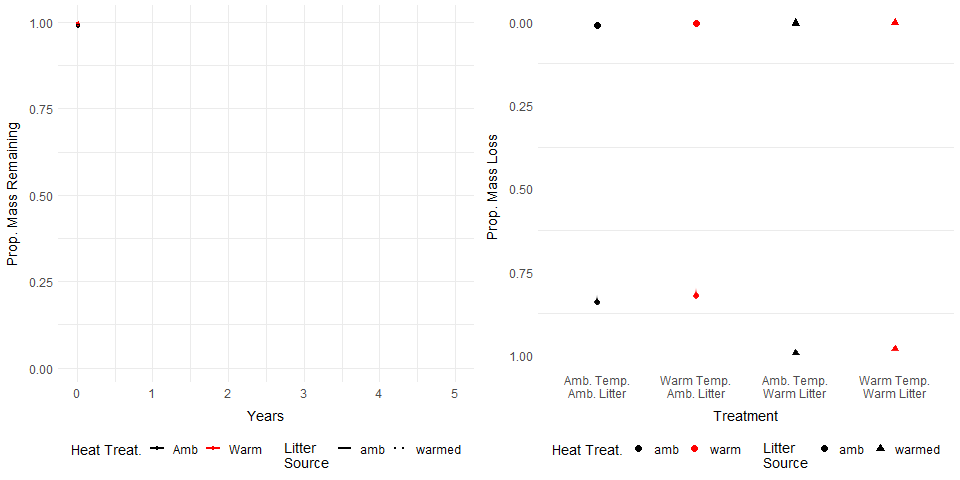 1.00
0.75
0.50
0.25
0.00
Prop. Mass Remaining
0 1 2 3 4 5
Years
Heat Treat. Amb Warm Litter Source amb warmed
0.00
0.25
0.50
0.75
1.00
Prop. Mass Loss
Amb. Temp. Warm Temp. Amb. Temp. Warm Temp.
Amb. Litter Amb. Litter Warm Litter Warm Litter
Treatment
Heat Treat. amb warm Litter Source amb warmed